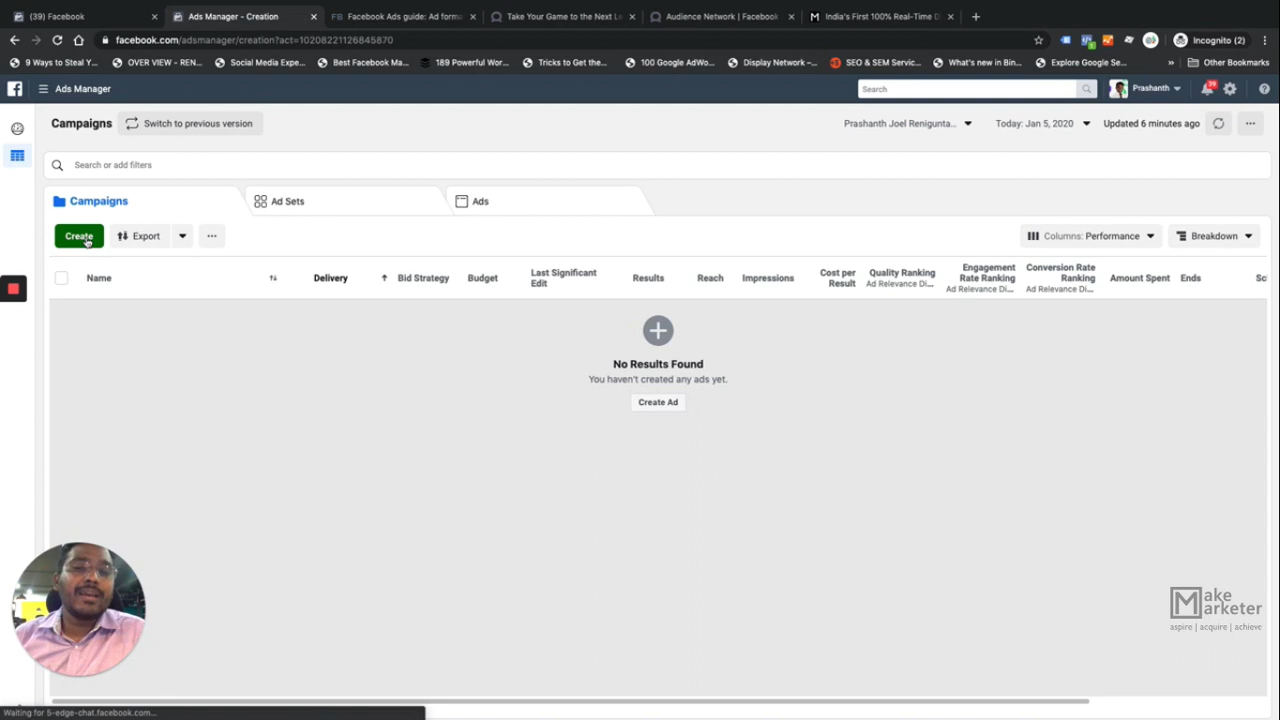 (39) Facebook
Ads Manager - Creation
Facebook Ads guide: Ad forma
Take Your Game to the Next Le
Audience Network | Facebook
India's First 100% Real-Time D
facebook.com/adsmanager/creation?act=10208221126845870
Incognito (2)
9 Ways to Steal Y...
OVER VIEW – REN...
Social Media Expe...
Best Facebook Ma...
189 Powerful Wor...
Tricks to Get the...
100 Google AdWo...
Display Network –...
SEO & SEM Servic...
What's new in Bin...
Explore Google Se...
»
Other Bookmarks
Ads Manager
Search
Prashanth
39
Campaigns
Switch to previous version
Prashanth Joel Renigunta...
Today: Jan 5, 2020
Updated 6 minutes ago
Search or add filters
Campaigns
Ad Sets
Ads
Create
Export
Columns: Performance
Breakdown
Name
Delivery
Bid Strategy
Budget
Last Significant
Edit
Results
Reach
Impressions
Cost per
Result
Quality Ranking
Ad Relevance Di...
Engagement
Rate Ranking
Ad Relevance Di...
Conversion Rate
Ranking
Ad Relevance Di...
Amount Spent
Ends
Sc
No Results Found
You haven't created any ads yet.
Create Ad
Make
Marketer
aspire | acquire | achieve
Waiting for 5-edge-chat.facebook.com...